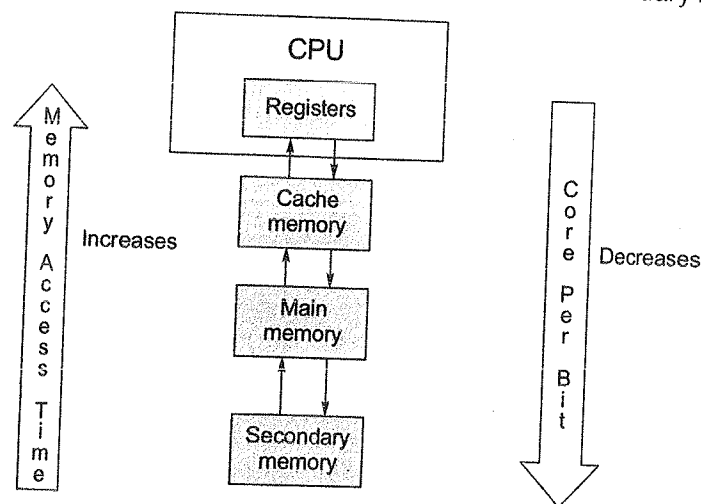 CPU
Registers
Cache
memory
Main
memory
Secondary
memory
Memory Access Time
Increases
Core Per Bit
Decreases